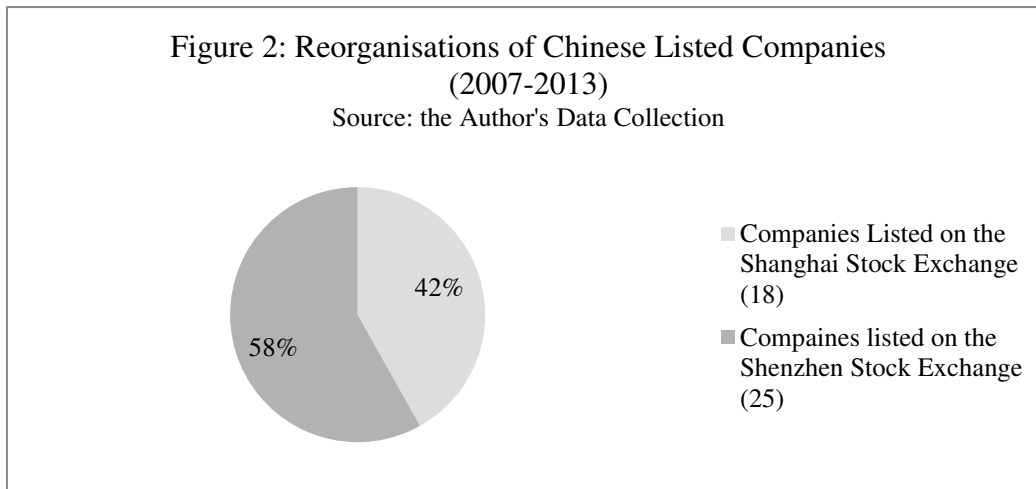 Figure 2: Reorganisations of Chinese Listed Companies
(2007-2013)
Source: the Author's Data Collection
42%
58%
Companies Listed on the
Shanghai Stock Exchange
(18)
Compaines listed on the
Shenzhen Stock Exchange
(25)